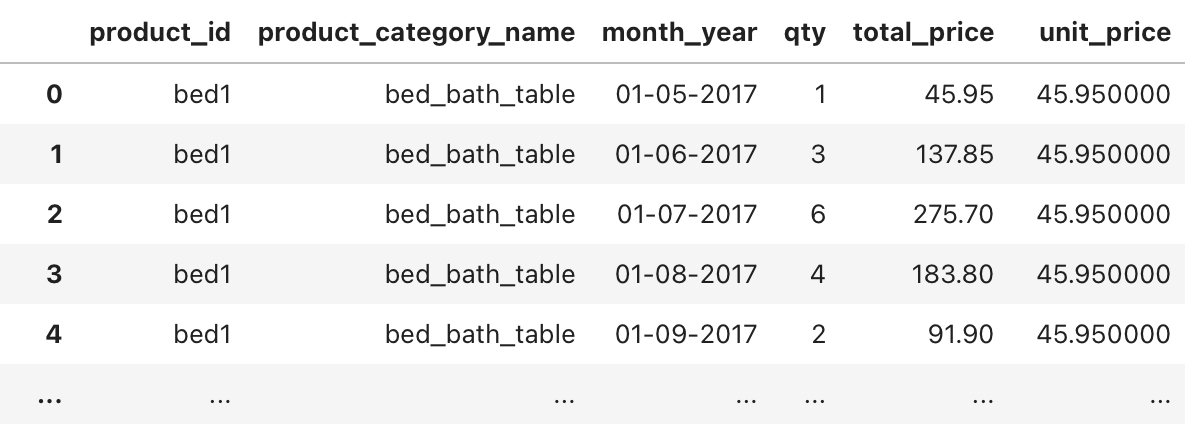 product_id product_category_name month_year qty total_price unit_price
0 bed1 bed_bath_table 01-05-2017 1 45.95 45.950000
1 bed1 bed_bath_table 01-06-2017 3 137.85 45.950000
2 bed1 bed_bath_table 01-07-2017 6 275.70 45.950000
3 bed1 bed_bath_table 01-08-2017 4 183.80 45.950000
4 bed1 bed_bath_table 01-09-2017 2 91.90 45.950000
... ... ... ... ... ... ...